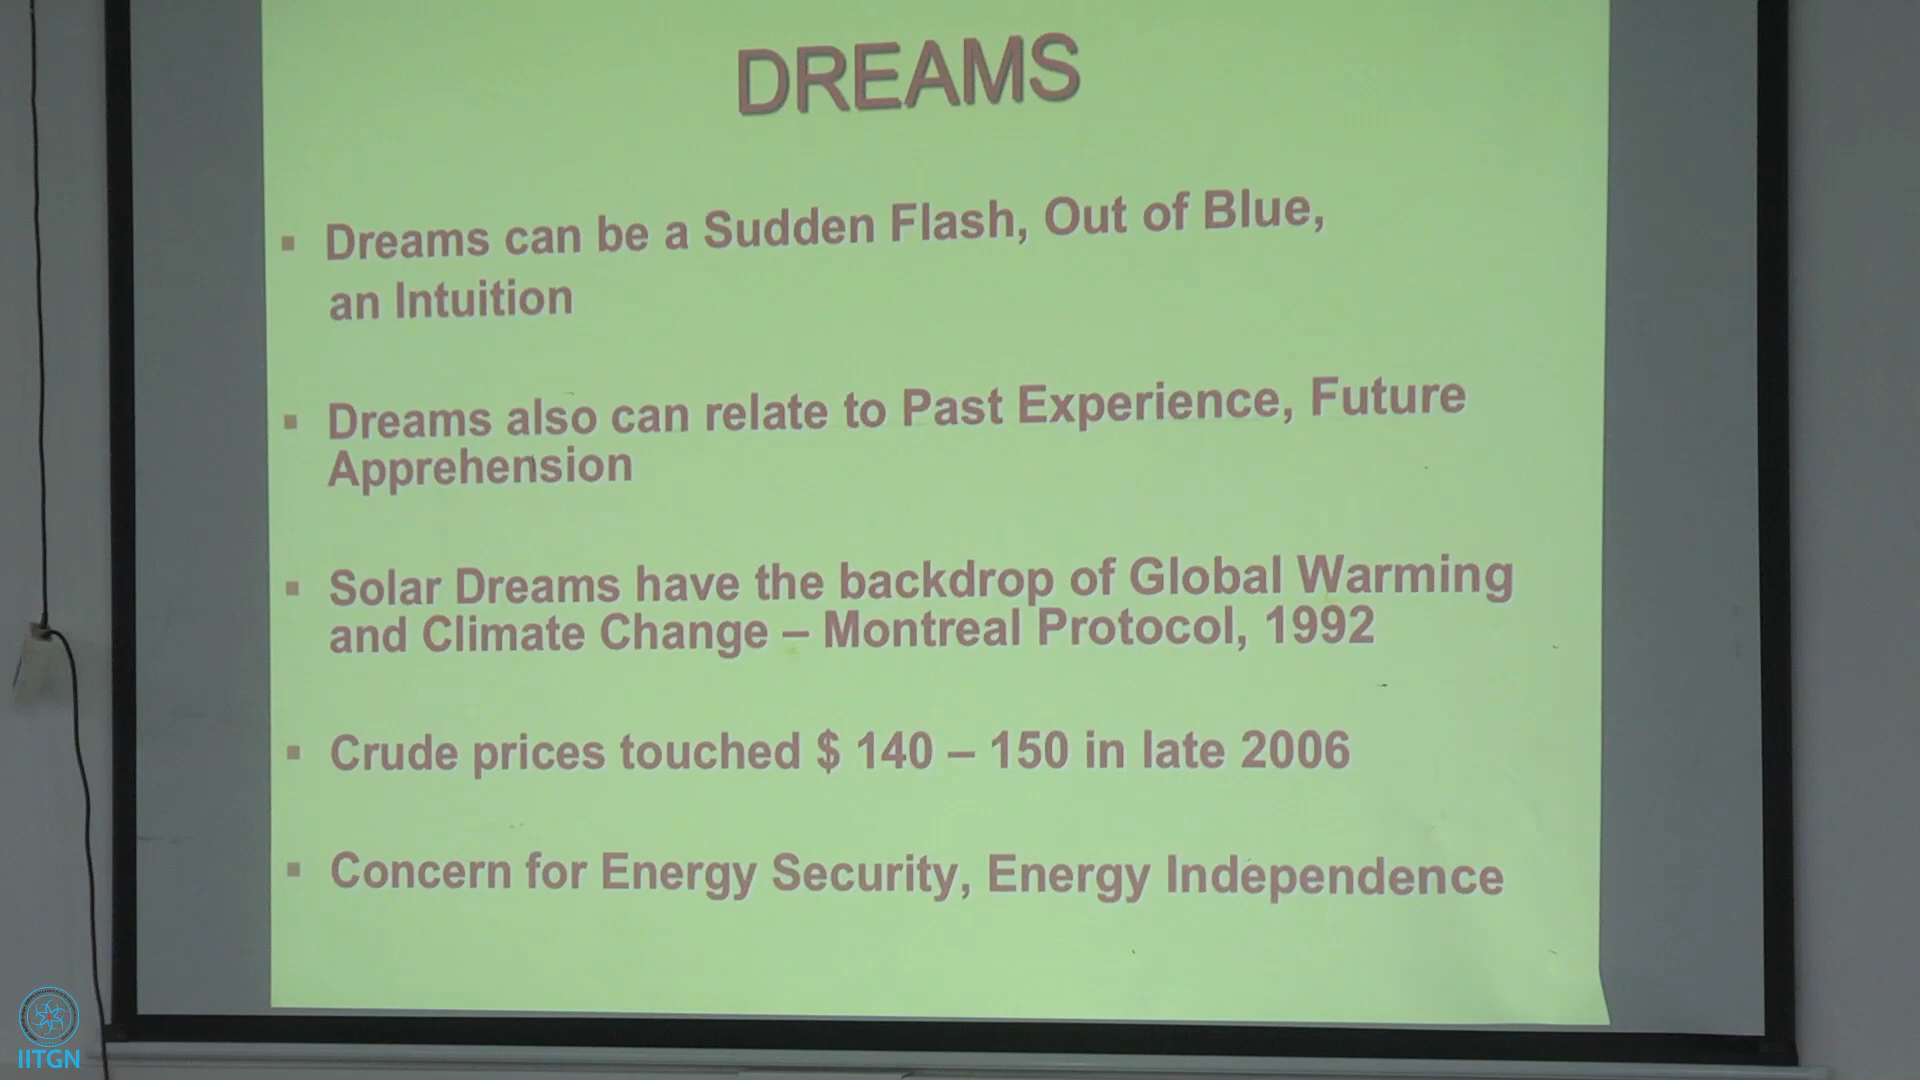 DREAMS
▪ Dreams can be a Sudden Flash, Out of Blue,
an Intuition
▪ Dreams also can relate to Past Experience, Future
Apprehension
▪ Solar Dreams have the backdrop of Global Warming
and Climate Change – Montreal Protocol, 1992
▪ Crude prices touched $ 140 – 150 in late 2006
▪ Concern for Energy Security, Energy Independence
IITGN